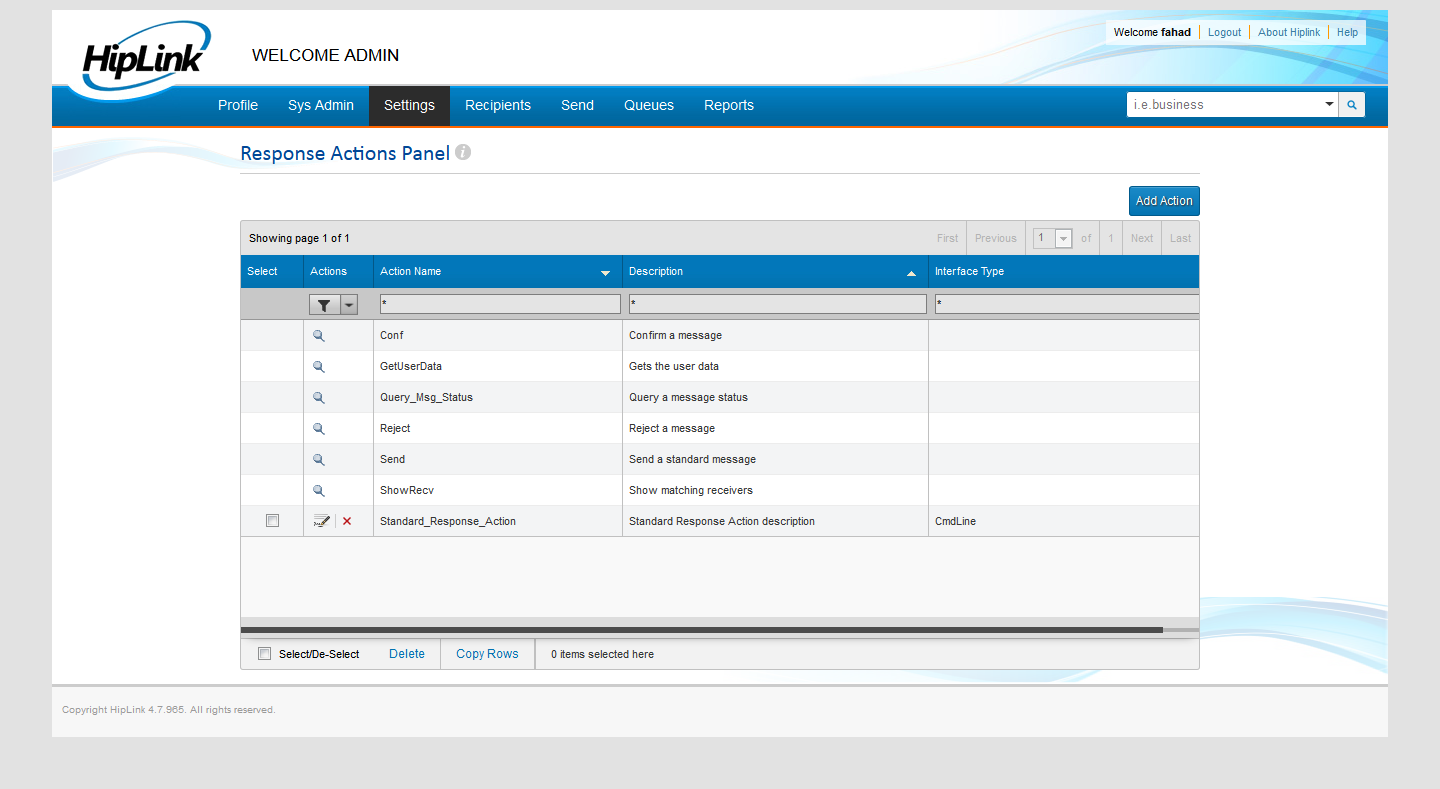 HipLink
WELCOME ADMIN
Welcome fahad Logout About Hiplink Help
Profile Sys Admin Settings Recipients Send Queues Reports
i.e.business
Response Actions Panel i
Add Action
Showing page 1 of 1 First Previous 1 of 1 Next Last
Select Actions Action Name Description Interface Type
* * *
Conf Confirm a message
GetUserData Gets the user data
Query_Msg_Status Query a message status
Reject Reject a message
Send Send a standard message
ShowRecv Show matching receivers
Standard_Response_Action Standard Response Action description CmdLine
Select/De-Select Delete Copy Rows 0 items selected here
Copyright HipLink 4.7.965. All rights reserved.